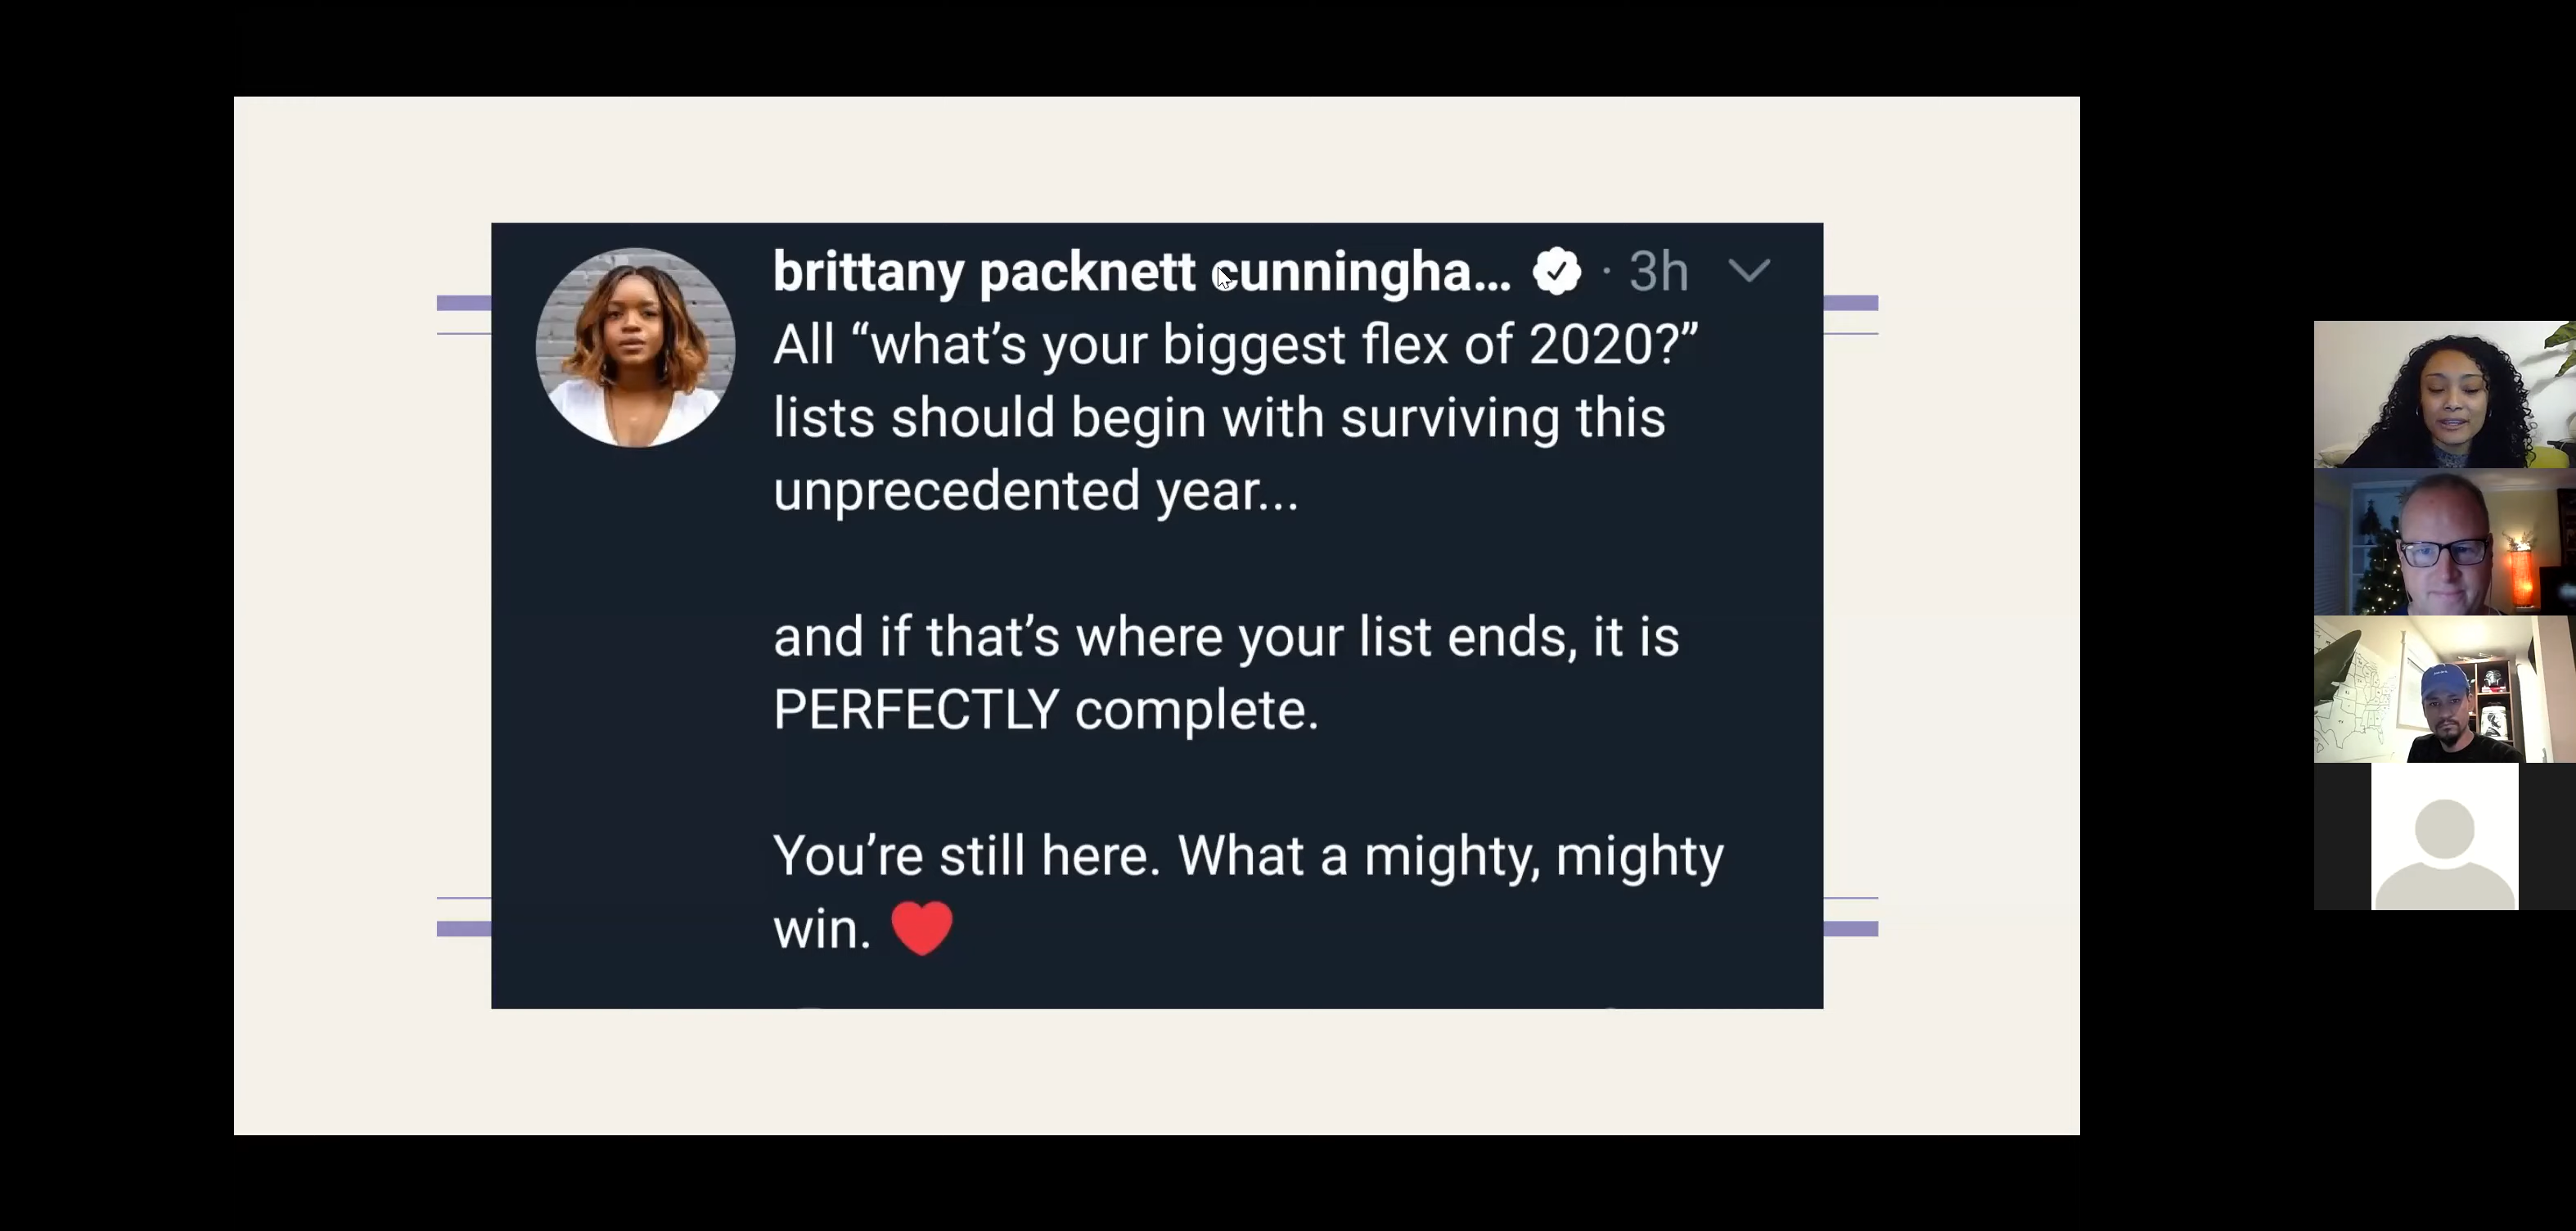 brittany packnett cunningha... · 3h
All “what’s your biggest flex of 2020?”
lists should begin with surviving this
unprecedented year...
and if that’s where your list ends, it is
PERFECTLY complete.
You’re still here. What a mighty, mighty
win. ❤️